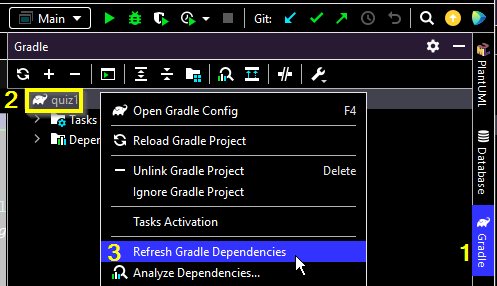 Main
Git:
Gradle
2
quiz1
Tasks
Depe
Open Gradle Config F4
Reload Gradle Project
Unlink Gradle Project Delete
Ignore Gradle Project
Tasks Activation
3 Refresh Gradle Dependencies
Analyze Dependencies...
PlantUML
Database
1
Gradle